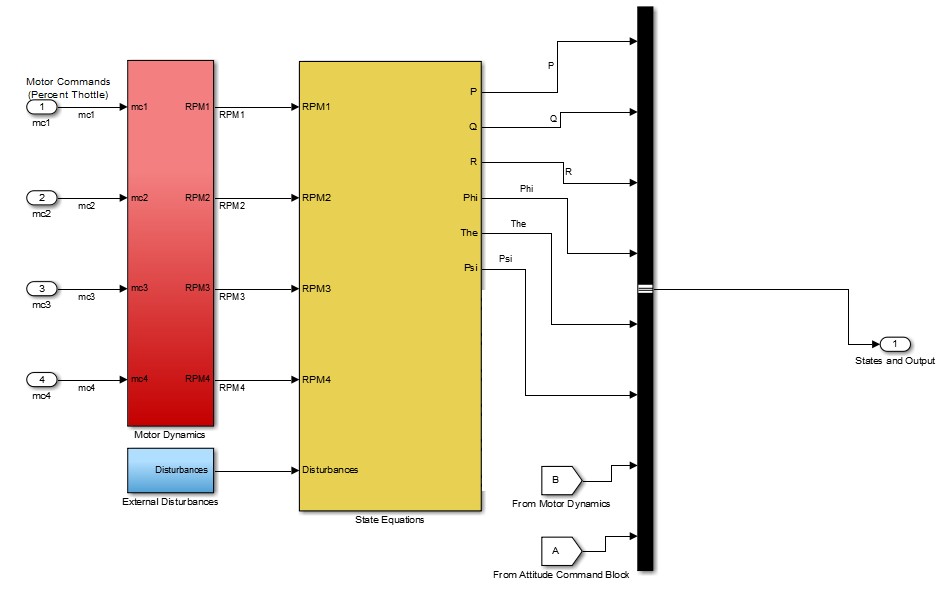 Motor Commands
(Percent Thottle)
1
mc1
mc1
mc1
RPM1
RPM1
RPM1
2
mc2
mc2
mc2
RPM2
RPM2
RPM2
3
mc3
mc3
mc3
RPM3
RPM3
RPM3
4
mc4
mc4
mc4
RPM4
RPM4
RPM4
Motor Dynamics
Disturbances
External Disturbances
Disturbances
State Equations
P
P
Q
Q
R
R
Phi
Phi
The
The
Psi
Psi
B
From Motor Dynamics
A
From Attitude Command Block
1
States and Output